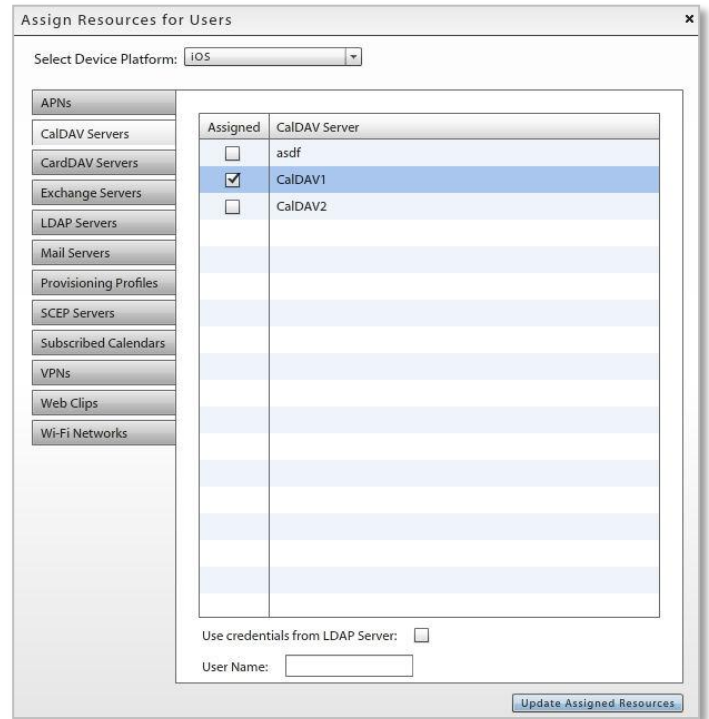 Assign Resources for Users
Select Device Platform: iOS
APNs
CalDAV Servers
CardDAV Servers
Exchange Servers
LDAP Servers
Mail Servers
Provisioning Profiles
SCEP Servers
Subscribed Calendars
VPNs
Web Clips
Wi-Fi Networks
Assigned CalDAV Server
asdf
CalDAV1
CalDAV2
Use credentials from LDAP Server:
User Name:
Update Assigned Resources